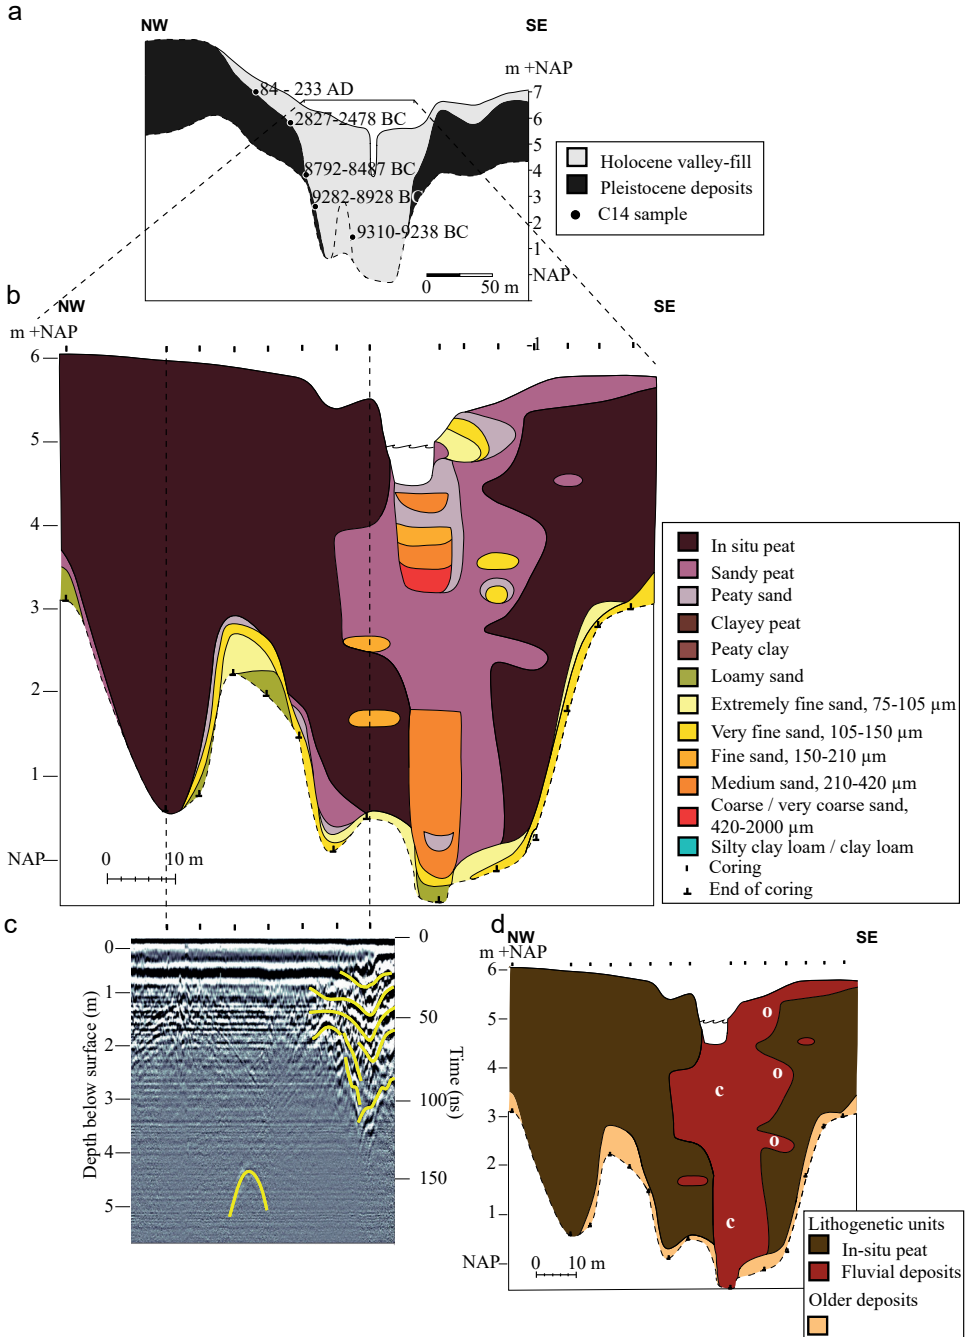 a
NW
SE
m +NAP
84 - 233 AD
2827-2478 BC
8792-8487 BC
9282-8928 BC
9310-9238 BC
7
6
5
4
3
2
1
NAP
-1
0 50 m
Holocene valley-fill
Pleistocene deposits
C14 sample
b
NW
SE
m +NAP
6
5
4
3
2
1
NAP
0 10 m
In situ peat
Sandy peat
Peaty sand
Clayey peat
Peaty clay
Loamy sand
Extremely fine sand, 75-105 µm
Very fine sand, 105-150 µm
Fine sand, 150-210 µm
Medium sand, 210-420 µm
Coarse / very coarse sand,
420-2000 µm
Silty clay loam / clay loam
Coring
End of coring
c
Depth below surface (m)
0
1
2
3
4
5
0
50
100
150
Time (ns)
d
NW
SE
m +NAP
6
5
4
3
2
1
NAP
o
o
c
o
c
0 10 m
Lithogenetic units
In-situ peat
Fluvial deposits
Older deposits